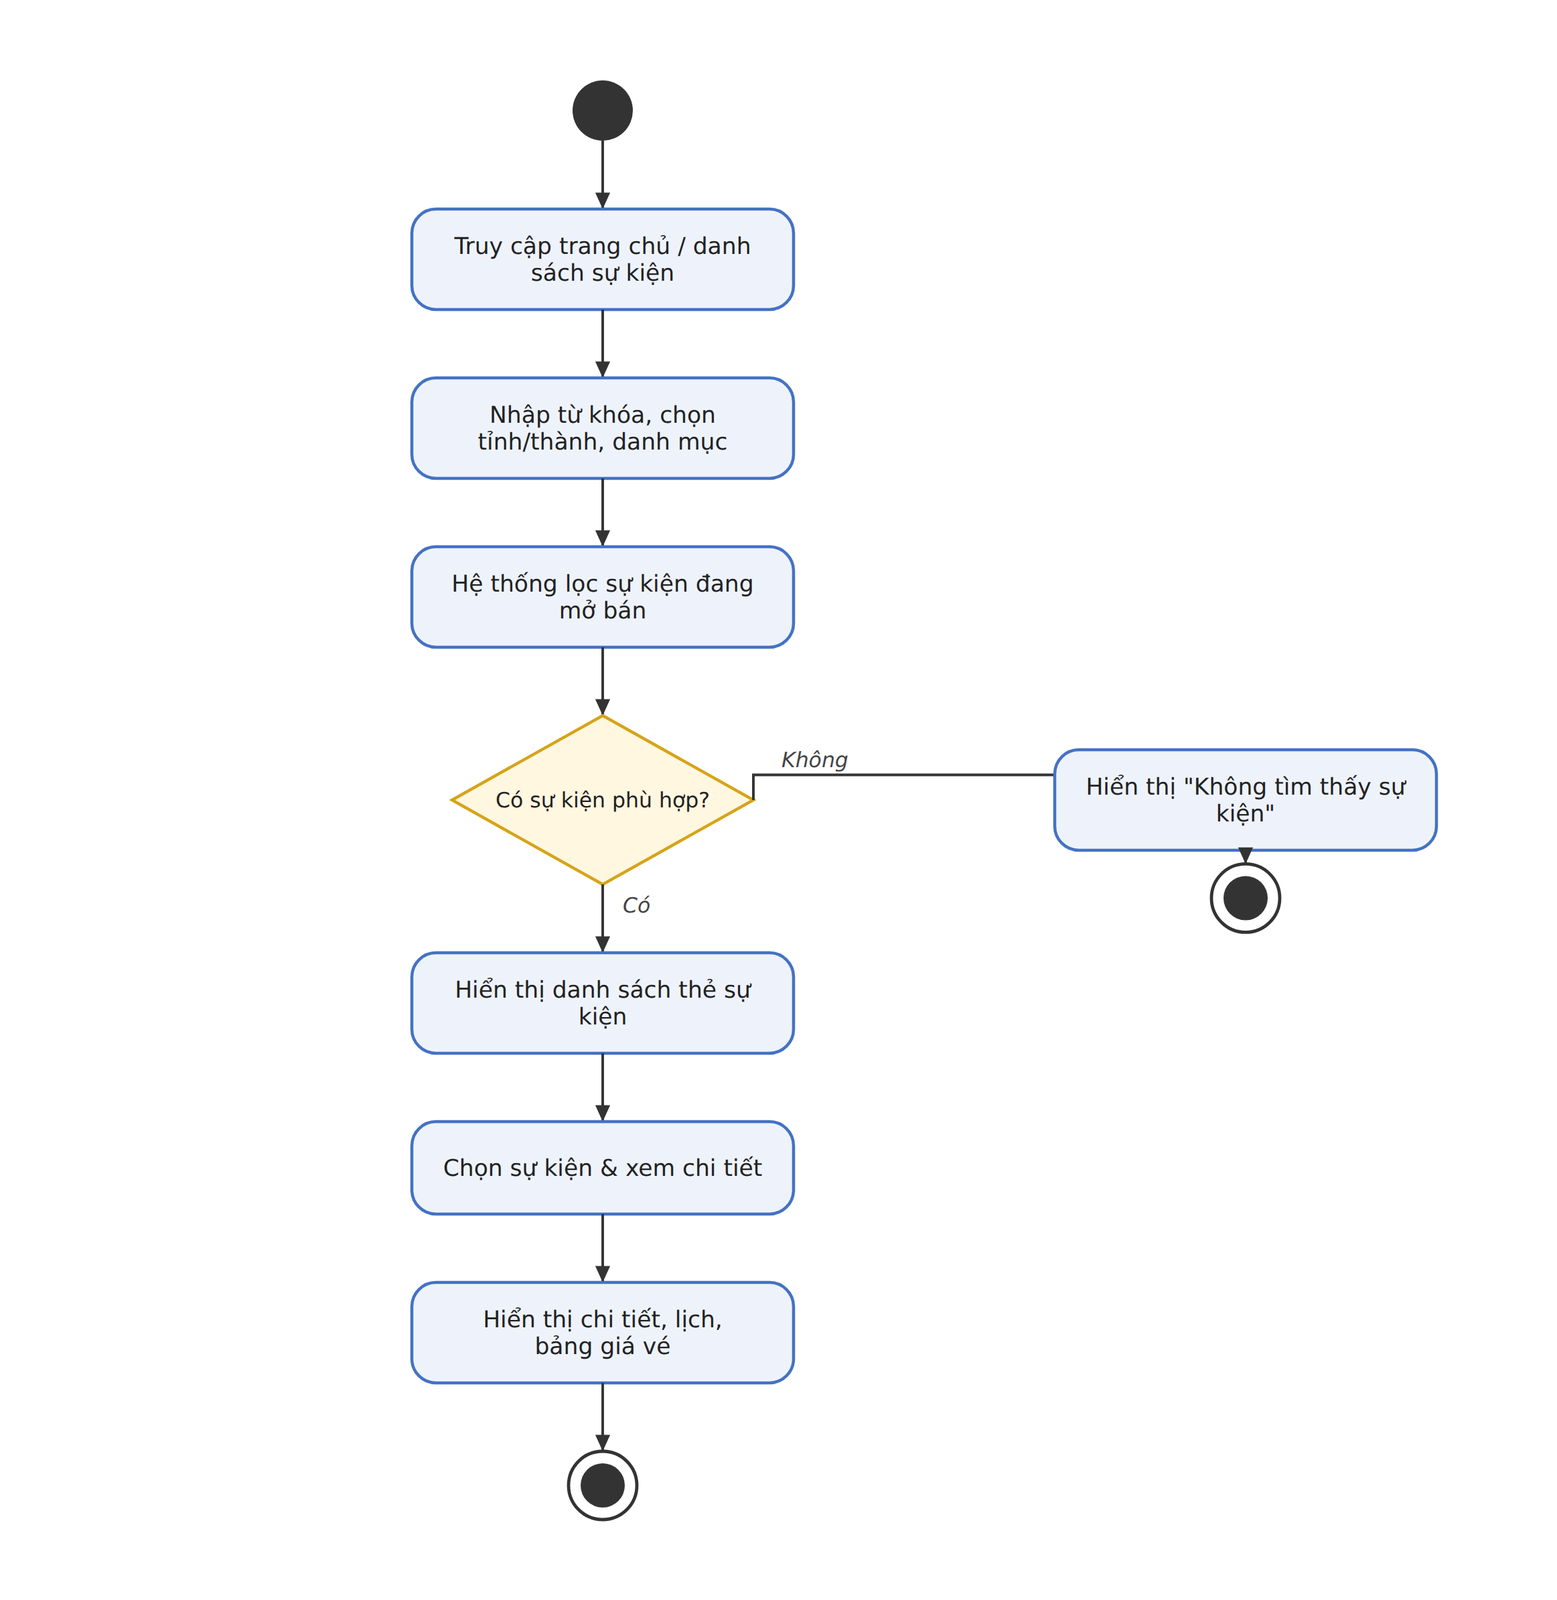 Truy cập trang chủ / danh
sách sự kiện
Nhập từ khóa, chọn
tỉnh/thành, danh mục
Hệ thống lọc sự kiện đang
mở bán
Có sự kiện phù hợp?
Không
Hiển thị "Không tìm thấy sự
kiện"
Có
Hiển thị danh sách thẻ sự
kiện
Chọn sự kiện & xem chi tiết
Hiển thị chi tiết, lịch,
bảng giá vé